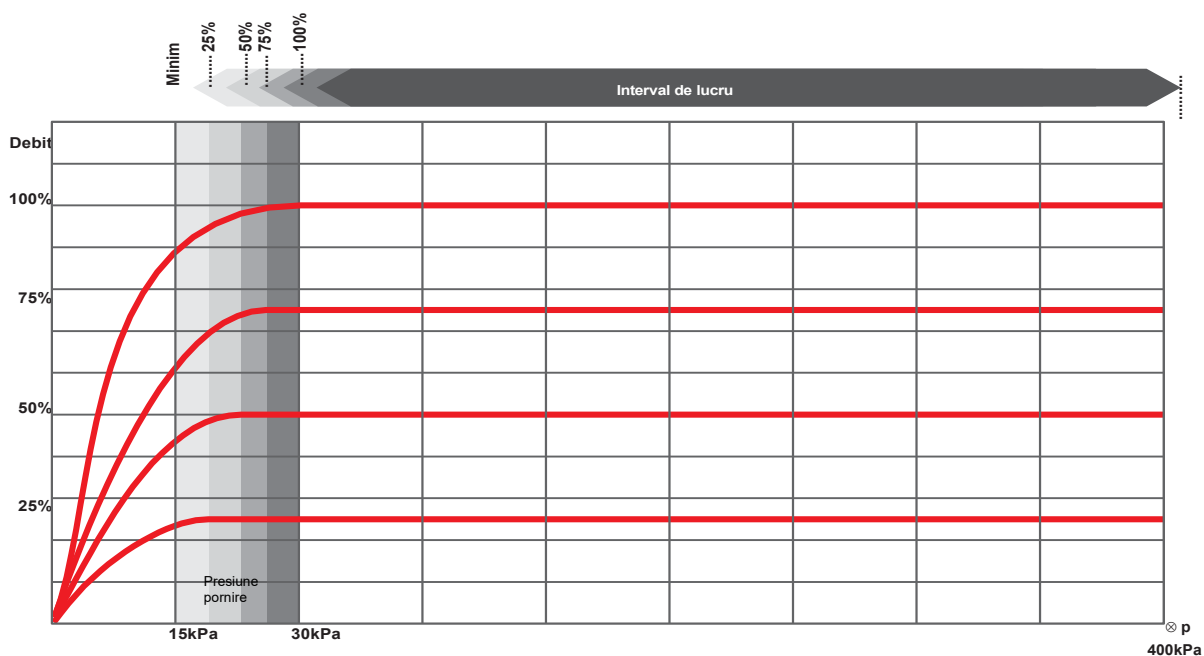 Minim
25%
50%
75%
100%
Interval de lucru
Debit
100%
75%
50%
25%
Presiune
pornire
15kPa
30kPa
⊗ p
400kPa